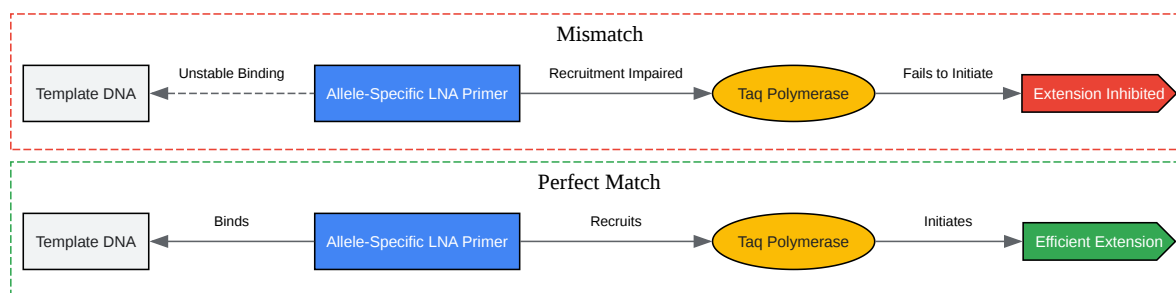 Mismatch
Unstable Binding
Recruitment Impaired
Fails to Initiate
Template DNA
Allele-Specific LNA Primer
Taq Polymerase
Extension Inhibited
Perfect Match
Binds
Recruits
Initiates
Template DNA
Allele-Specific LNA Primer
Taq Polymerase
Efficient Extension